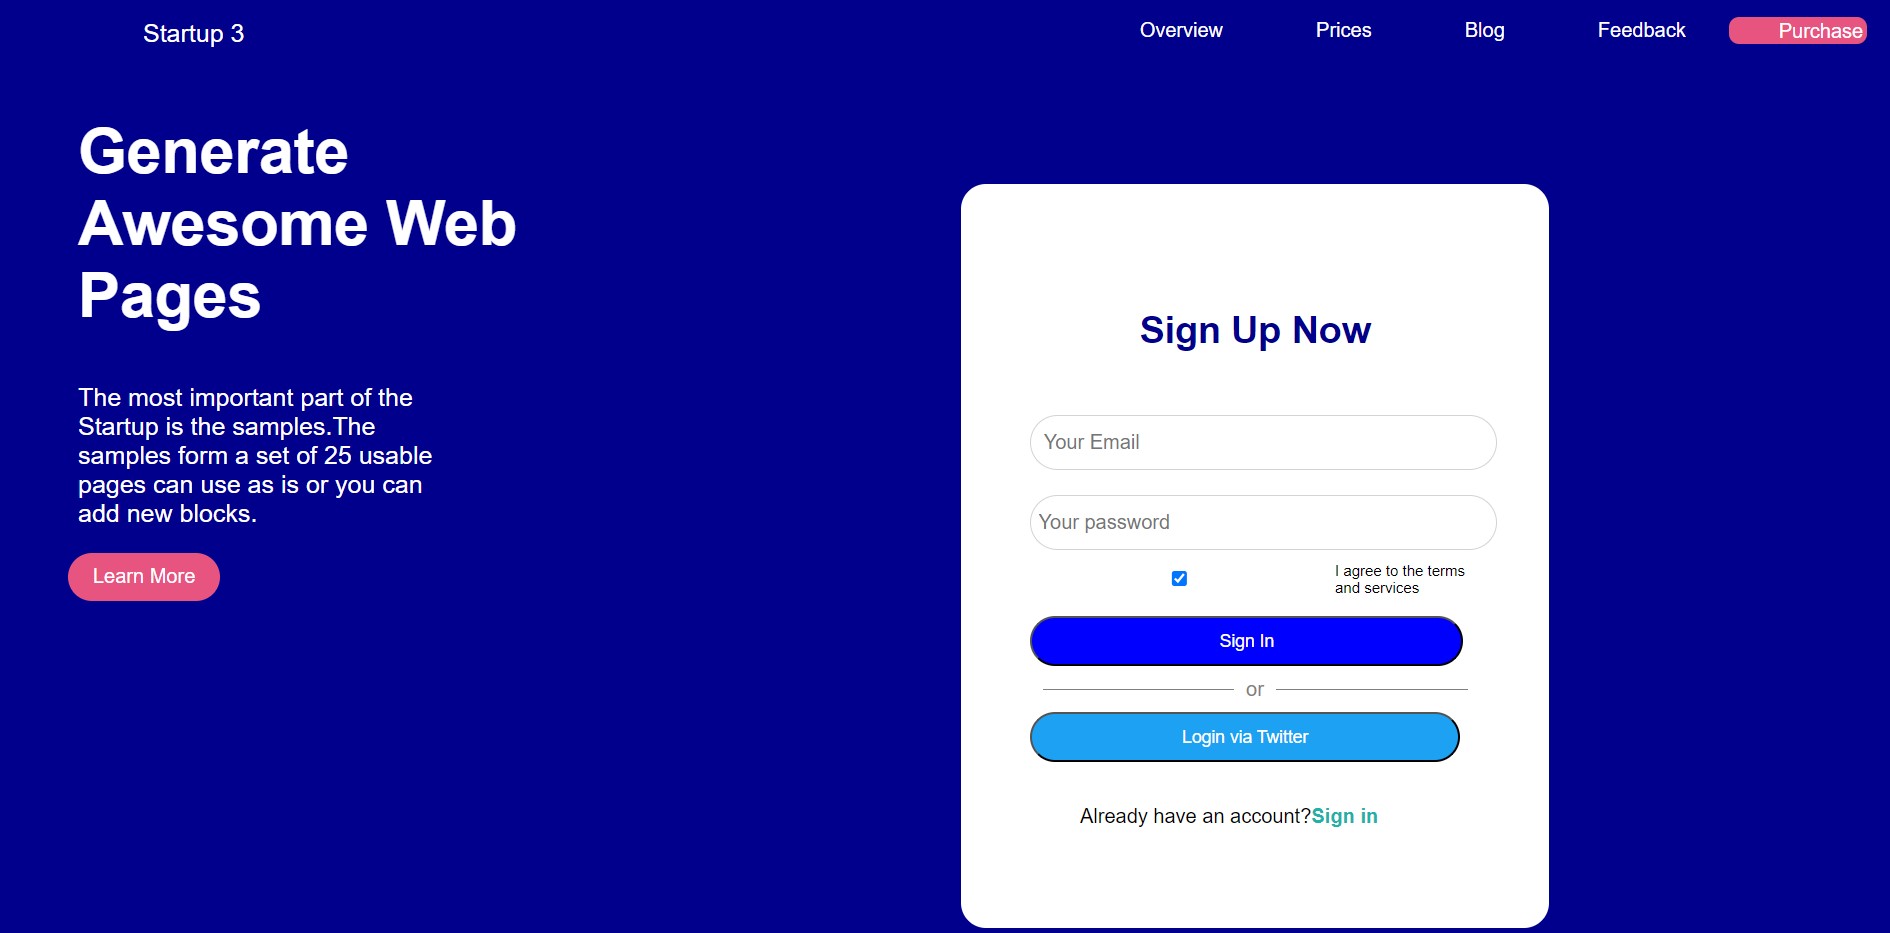 Startup 3
Overview
Prices
Blog
Feedback
Purchase
Generate
Awesome Web
Pages
The most important part of the
Startup is the samples.The
samples form a set of 25 usable
pages can use as is or you can
add new blocks.
Learn More
Sign Up Now
Your Email
Your password
I agree to the terms
and services
Sign In
or
Login via Twitter
Already have an account?Sign in